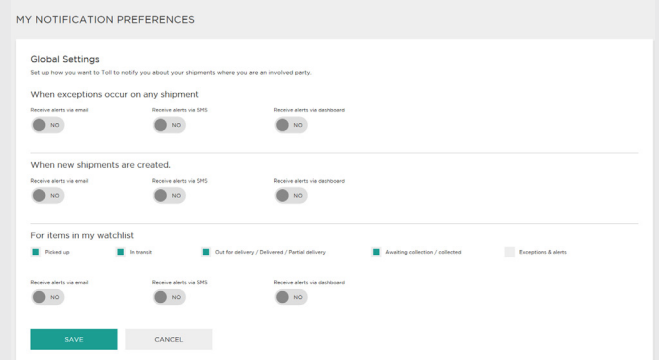 MY NOTIFICATION PREFERENCES
Global Settings
Set up how you want to Toll to notify you about your shipments where you are an involved party.
When exceptions occur on any shipment
Receive alerts via email Receive alerts via SMS Receive alerts via dashboard
NO NO NO
When new shipments are created.
Receive alerts via email Receive alerts via SMS Receive alerts via dashboard
NO NO NO
For items in my watchlist
Picked up In transit Out for delivery / Delivered / Partial delivery Awaiting collection / collected Exceptions & alerts
Receive alerts via email Receive alerts via SMS Receive alerts via dashboard
NO NO NO
SAVE CANCEL